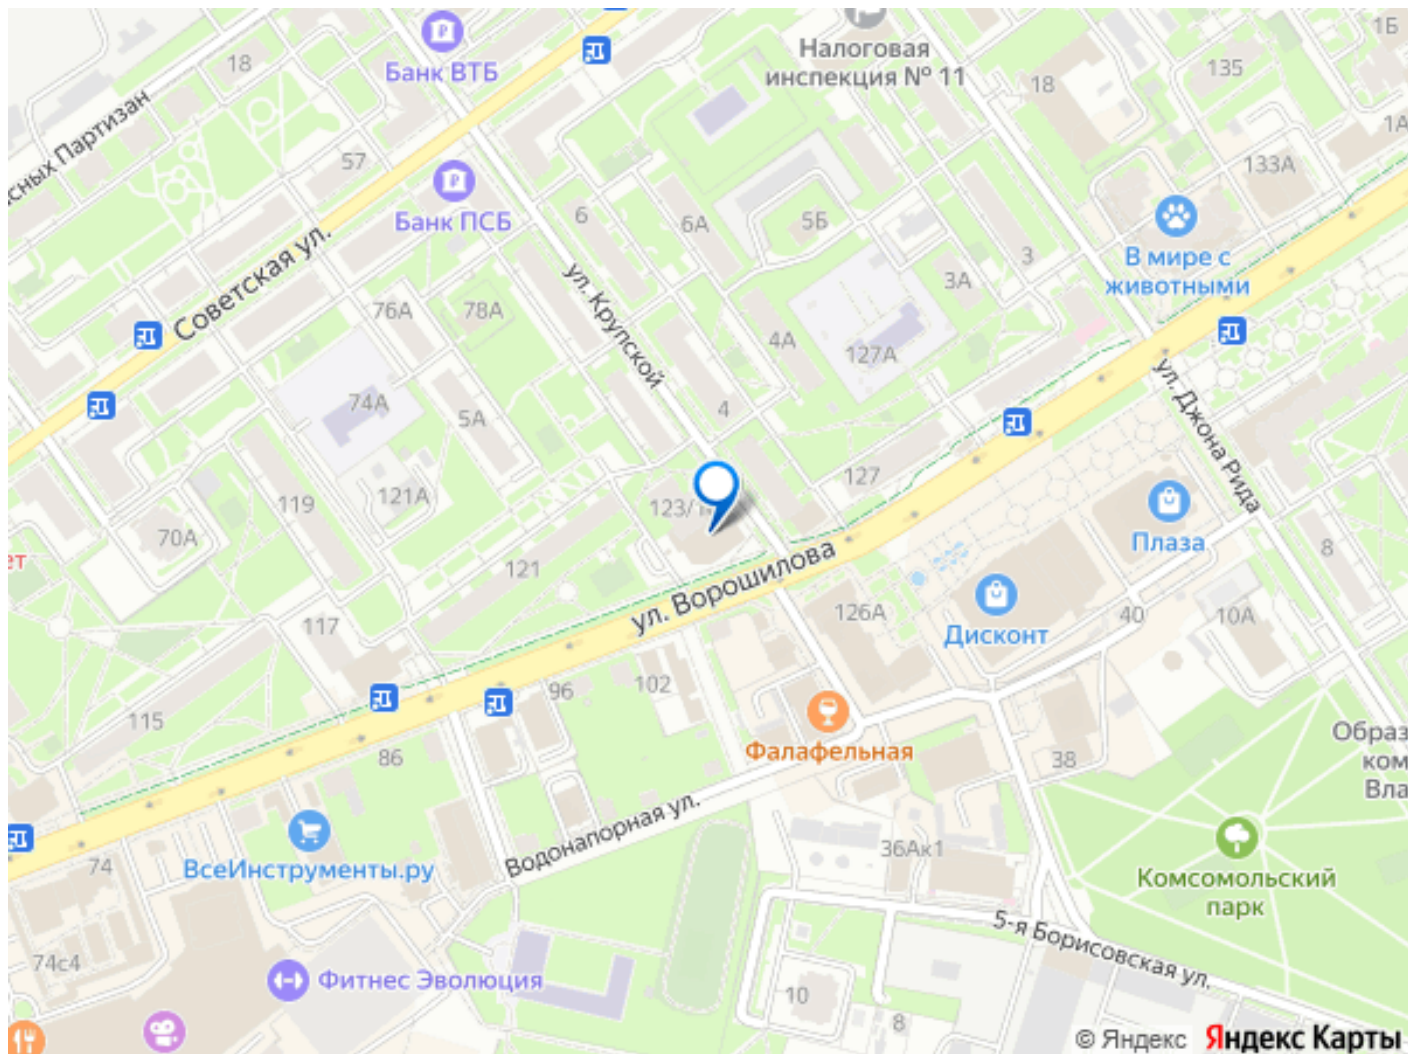 Налоговая
инспекция № 11
1Б
18
135
18
Банк ВТБ
1А
сных Партизан
57
133А
Банк ПСБ
6
6А
5Б
3
В мире с
животными
Советская ул.
ул. Крупской
3А
76А
78А
4А
127А
74А
5А
4
ул. Джона Рида
127
121А
119
123/
70А
Плаза
ет
121
ул. Ворошилова
8
126А
40
10А
Дисконт
117
102
96
115
Фалафельная
86
38
Образ
ком
Вла
Водонапорная ул.
74
ВсеИнструменты.ру
36Ак1
Комсомольский
парк
5-я Борисовская ул.
74с4
Фитнес Эволюция
10
8
© Яндекс Яндекс Карты